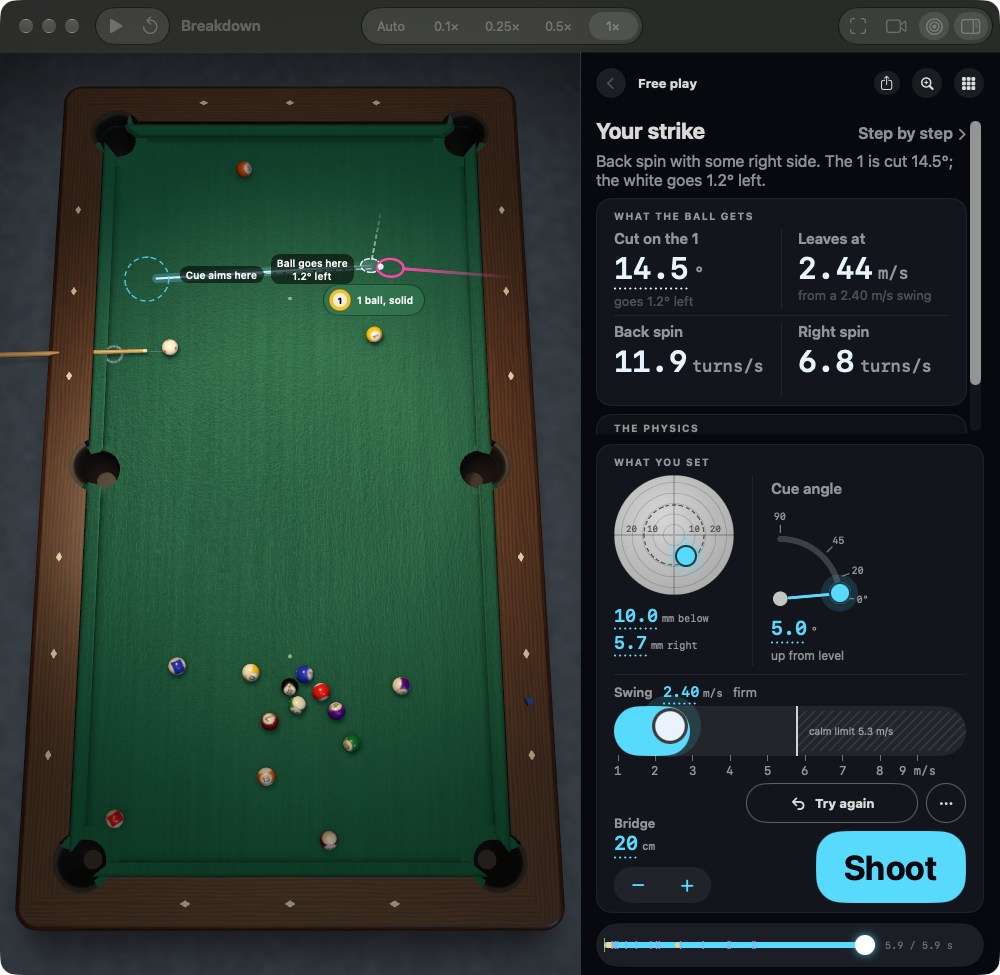 Breakdown
Auto 0.1× 0.25× 0.5× 1×
Free play
Your strike
Step by step
Back spin with some right side. The 1 is cut 14.5°;
the white goes 1.2° left.
WHAT THE BALL GETS
Cut on the 1
14.5 °
goes 1.2° left
Leaves at
2.44 m/s
from a 2.40 m/s swing
Back spin
11.9 turns/s
Right spin
6.8 turns/s
THE PHYSICS
WHAT YOU SET
20 10 10 20
10.0 mm below
5.7 mm right
Cue angle
90
45
20
0°
5.0 °
up from level
Swing 2.40 m/s firm
calm limit 5.3 m/s
1 2 3 4 5 6 7 8 9 m/s
Try again
Bridge
20 cm
Shoot
5.9 / 5.9 s
Cue aims here
Ball goes here
1.2° left
1 1 ball, solid